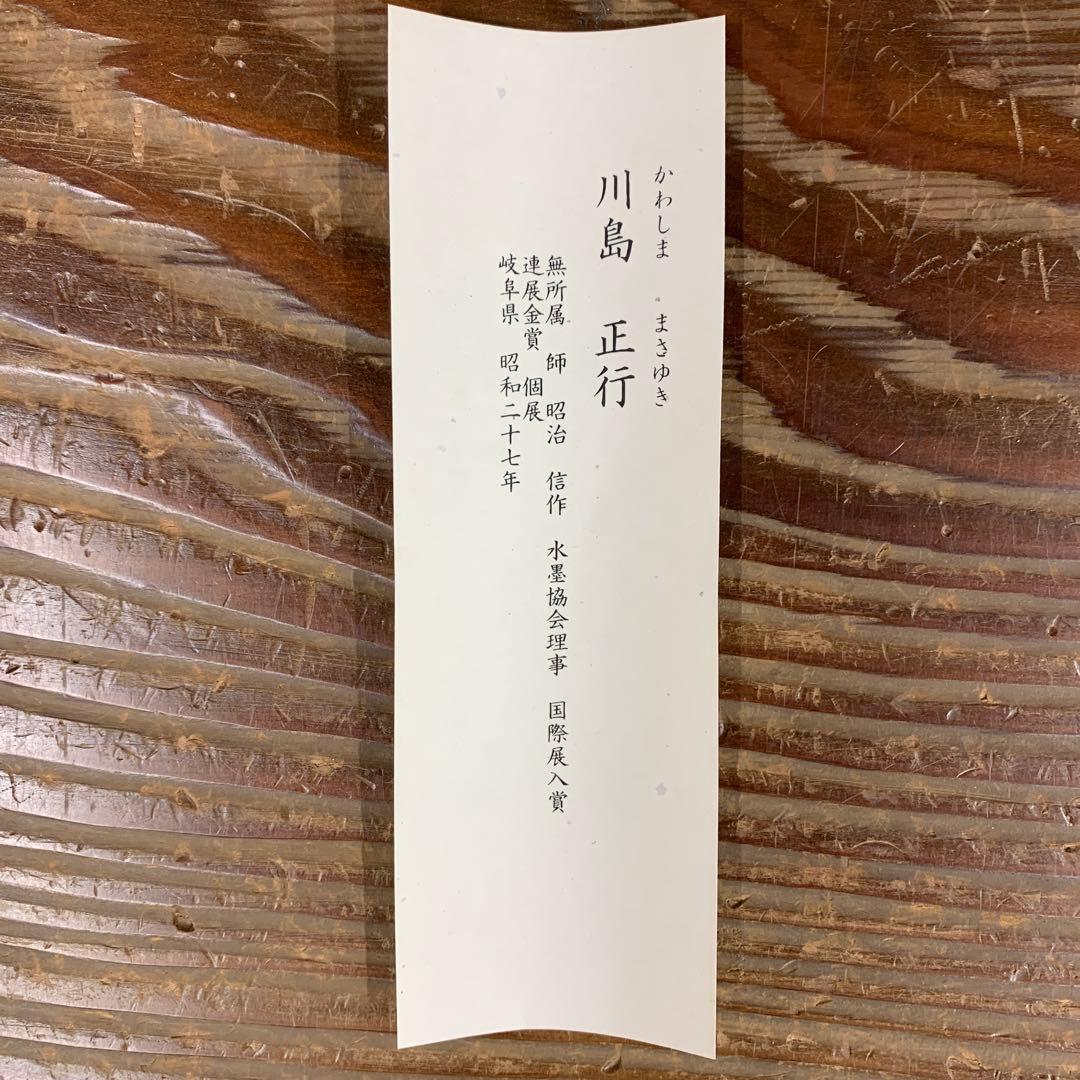 かわしま まさゆき
川島 正行
無所属 師 昭治 信作 水墨協会理事 国際展入賞
連展金賞 個展
岐阜県 昭和二十七年